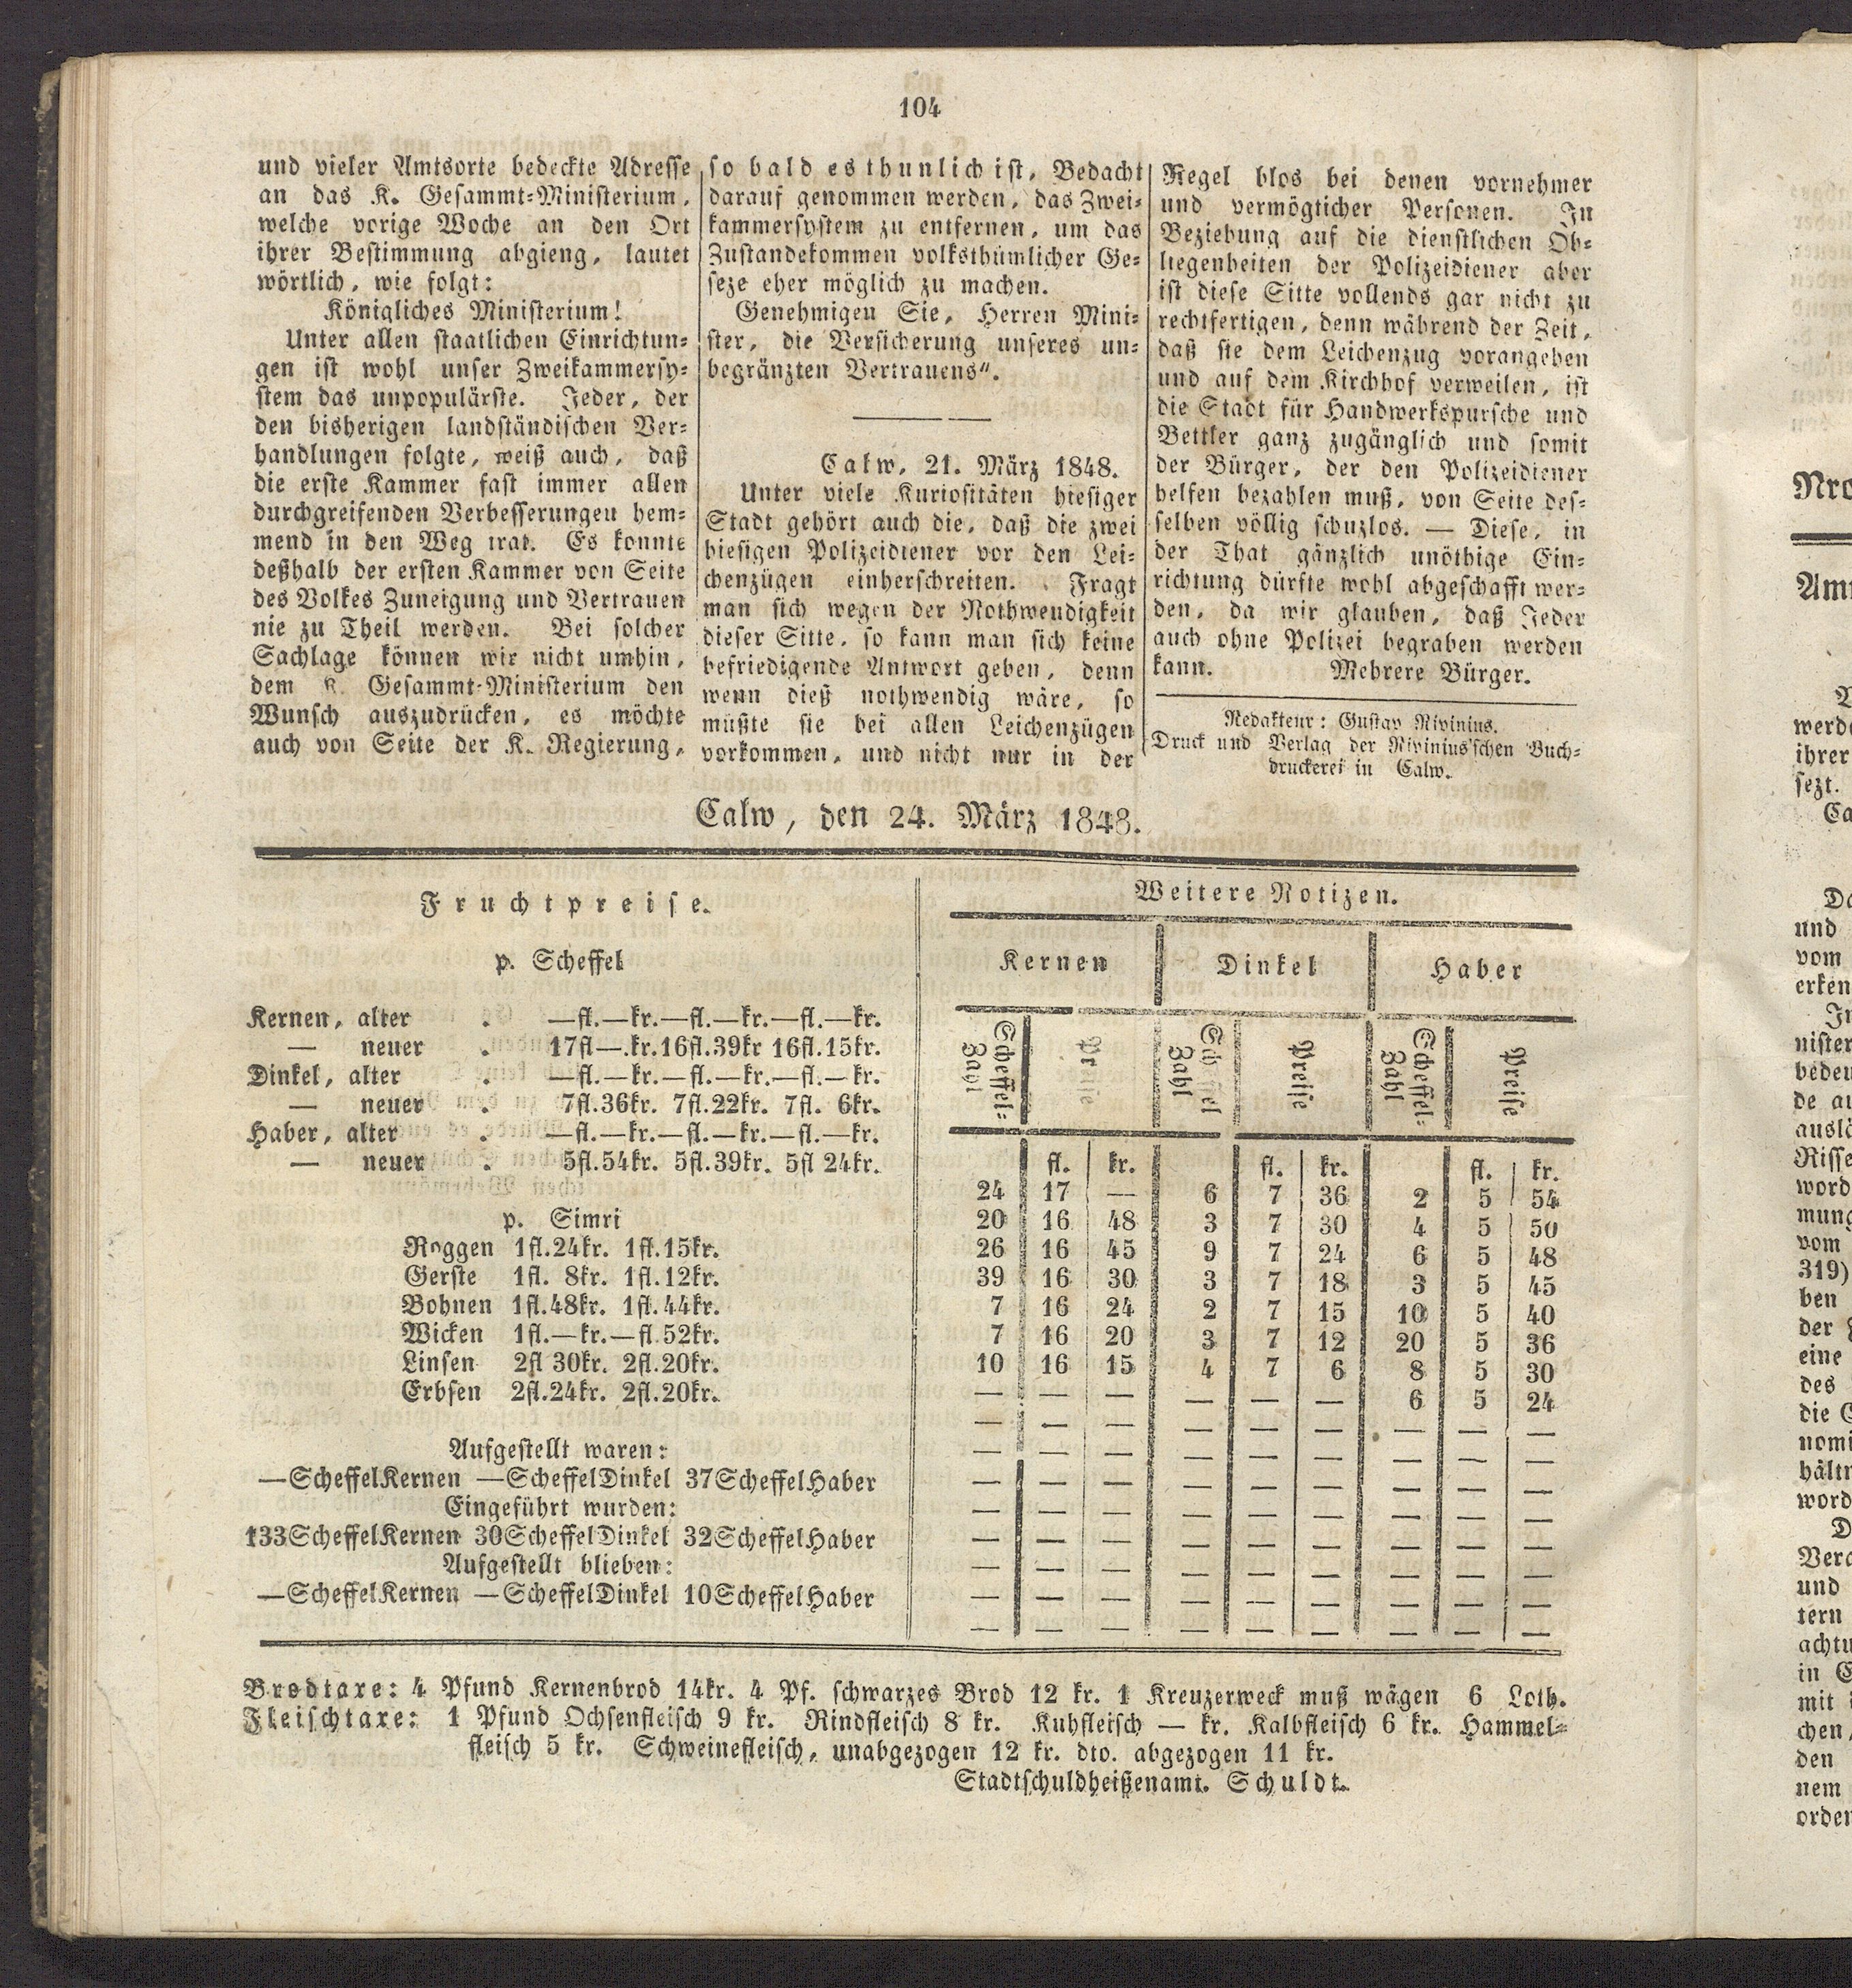 104
und vieler Amtsorte bedeckte Adresse
an das K. Gesammt-Ministerium,
welche vorige Woche an den Ort
ihrer Bestimmung abgieng, lautet
wörtlich, wie folgt:
Königliches Ministerium!
Unter allen staatlichen Einrichtun-
gen ist wohl unser Zweikammersy-
stem das unpopulärste. Jeder, der
den bisherigen landständischen Ver-
handlungen folgte, weiß auch, daß
die erste Kammer fast immer allen
durchgreifenden Verbesserungen hem-
mend in den Weg trat. Es konnte
deßhalb der ersten Kammer von Seite
des Volkes Zuneigung und Vertrauen
nie zu Theil werden. Bei solcher
Sachlage können wir nicht umhin,
dem K. Gesammt-Ministerium den
Wunsch auszudrücken, es möchte
auch von Seite der K. Regierung,
so bald es thunlich ist, Bedacht
darauf genommen werden, das Zwei-
kammersystem zu entfernen, um das
Zustandekommen volksthümlicher Ge-
seze eher möglich zu machen.
Genehmigen Sie, Herren Mini-
ster, die Versicherung unseres un-
begränzten Vertrauens“.
Calw, 21. März 1848.
Unter viele Kuriositäten hiesiger
Stadt gehört auch die, daß die zwei
hiesigen Polizeidiener vor den Lei-
chenzügen einherschreiten. Fragt
man sich wegen der Nothwendigkeit
dieser Sitte, so kann man sich keine
befriedigende Antwort geben, denn
wenn dieß nothwendig wäre, so
müßte sie bei allen Leichenzügen
vorkommen, und nicht nur in der
Regel blos bei denen vornehmer
und vermögticher Personen. In
Beziehung auf die dienstlichen Ob-
liegenheiten der Polizeidiener aber
ist diese Sitte vollends gar nicht zu
rechtfertigen, denn während der Zeit,
daß sie dem Leichenzug vorangehen
und auf dem Kirchhof verweilen, ist
die Stadt für Handwerkspursche und
Bettler ganz zugänglich und somit
der Bürger, der den Polizeidiener
helfen bezahlen muß, von Seite des-
selben völlig schuzlos. — Diese, in
der That gänzlich unöthige Ein-
richtung dürfte wohl abgeschafft wer-
den, da wir glauben, daß Jeder
auch ohne Polizei begraben werden
kann. Mehrere Bürger.
Redakteur: Gustav Rivinius.
Druck und Verlag der Rivinius'schen Buch-
druckerei in Calw.
Calw, den 24. März 1848.
Fruchtpreise.
p. Scheffel
Kernen, alter . —fl.—kr.—fl.—kr.—fl.—kr.
— neuer . 17fl—.kr.16fl.39kr 16fl.15kr.
Dinkel, alter . —fl.—kr.—fl.—kr.—fl.—kr.
— neuer . 7fl.36kr. 7fl.22kr. 7fl. 6kr.
Haber, alter . —fl.—kr.—fl.—kr.—fl.—kr.
— neuer . 5fl.54kr. 5fl.39kr. 5fl 24kr.
p. Simri
Roggen 1fl.24kr. 1fl.15kr.
Gerste 1fl. 8kr. 1fl.12kr.
Bohnen 1fl.48kr. 1fl.44kr.
Wicken 1fl.—kr.—fl.52kr.
Linsen 2fl 30kr. 2fl.20kr.
Erbsen 2fl.24kr. 2fl.20kr.
Aufgestellt waren:
—Scheffel Kernen —Scheffel Dinkel 37 Scheffel Haber
Eingeführt wurden:
133 Scheffel Kernen 30 Scheffel Dinkel 32 Scheffel Haber
Aufgestellt blieben:
—Scheffel Kernen —Scheffel Dinkel 10 Scheffel Haber
Weitere Notizen.
Kernen Dinkel Haber
Scheffel-Zahl Preise Scheffel Zahl Preise Scheffel-Zahl Preise
fl. kr. fl. kr. fl. kr.
24 17 — 6 7 36 2 5 54
20 16 48 3 7 30 4 5 50
26 16 45 9 7 24 6 5 48
39 16 30 3 7 18 3 5 45
7 16 24 2 7 15 10 5 40
7 16 20 3 7 12 20 5 36
10 16 15 4 7 6 8 5 30
— — — — — — 6 5 24
— — — — — — — — —
— — — — — — — — —
— — — — — — — — —
— — — — — — — — —
— — — — — — — — —
— — — — — — — — —
— — — — — — — — —
— — — — — — — — —
Brodtaxe: 4 Pfund Kernenbrod 14kr. 4 Pf. schwarzes Brod 12 kr. 1 Kreuzerweck muß wägen 6 Loth.
Fleischtaxe: 1 Pfund Ochsenfleisch 9 kr. Rindfleisch 8 kr. Kuhfleisch — kr. Kalbfleisch 6 kr. Hammel-
fleisch 5 kr. Schweinefleisch, unabgezogen 12 kr. dto. abgezogen 11 kr.
Stadtschuldheißenamt. Schuldt.